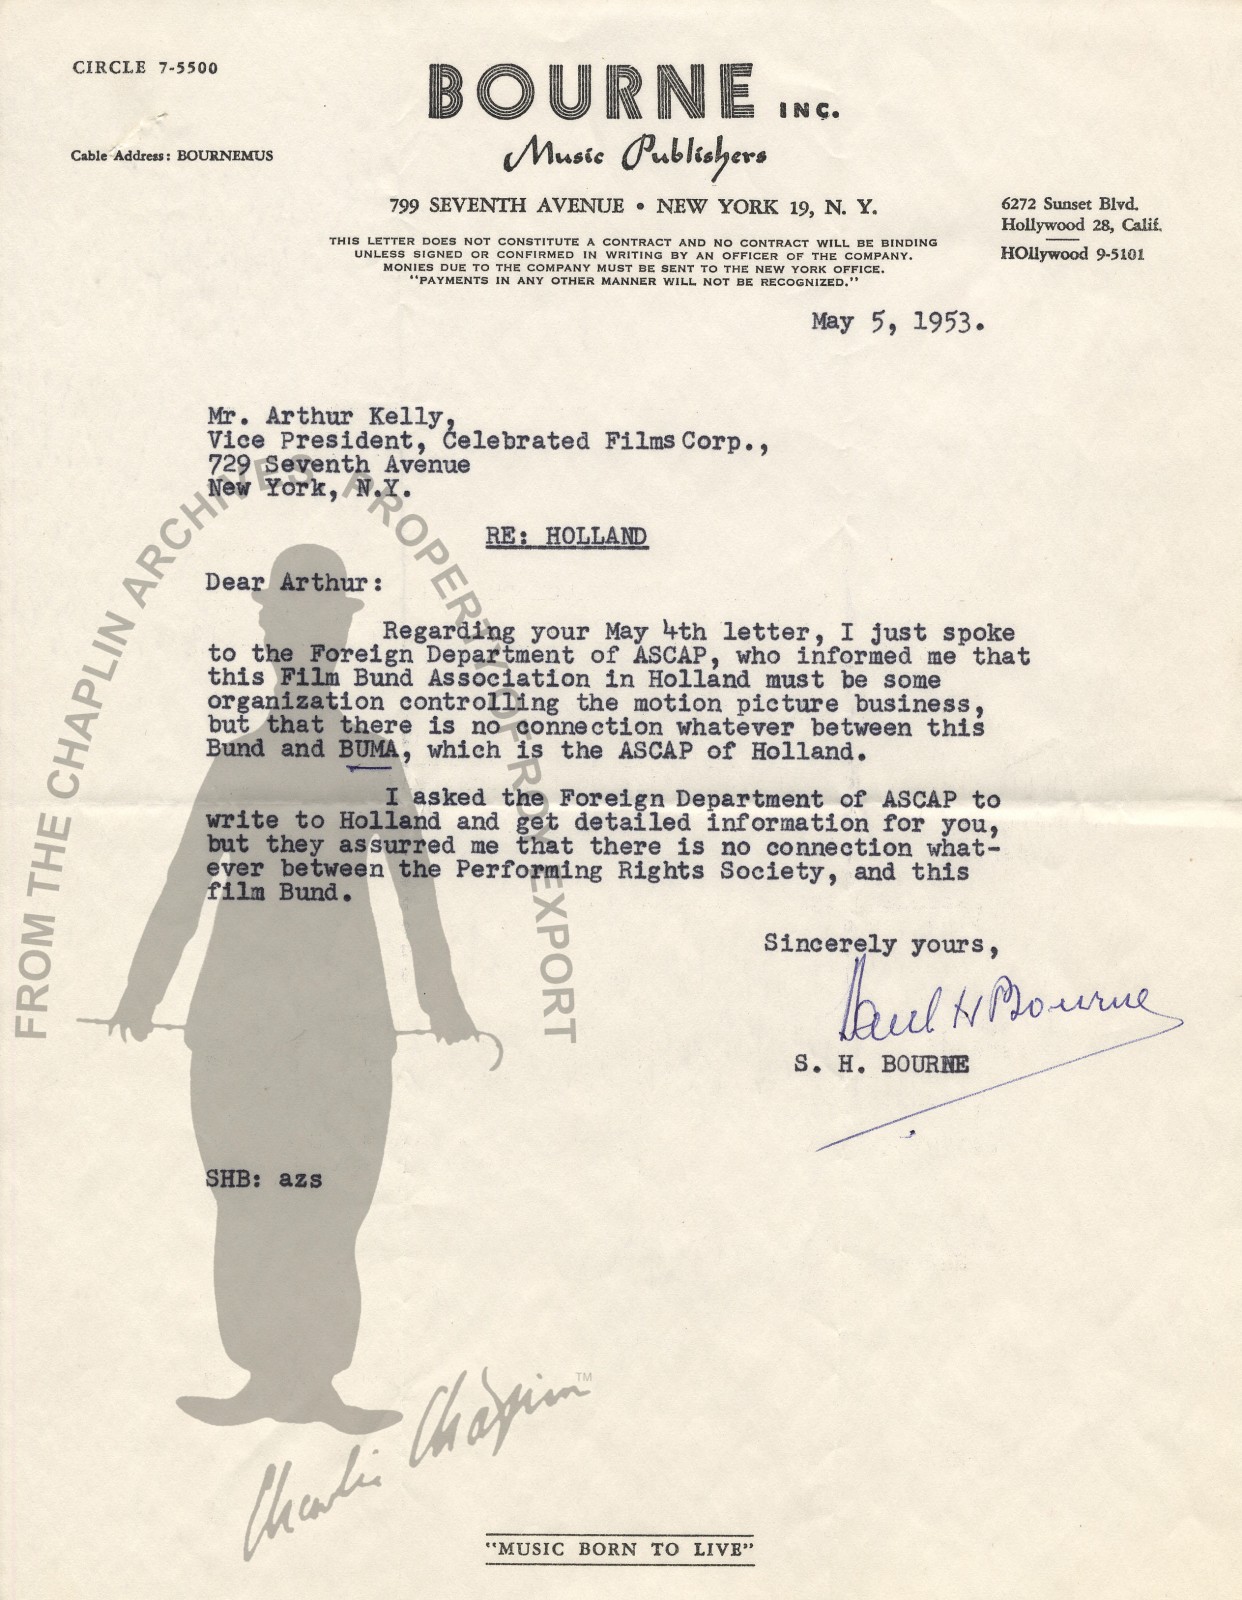 CIRCLE 7-5500
BOURNE INC.
Music Publishers
Cable Address: BOURNEMUS
799 SEVENTH AVENUE • NEW YORK 19, N. Y.
6272 Sunset Blvd.
Hollywood 28, Calif.
HOllywood 9-5101
THIS LETTER DOES NOT CONSTITUTE A CONTRACT AND NO CONTRACT WILL BE BINDING
UNLESS SIGNED OR CONFIRMED IN WRITING BY AN OFFICER OF THE COMPANY.
MONIES DUE TO THE COMPANY MUST BE SENT TO THE NEW YORK OFFICE.
"PAYMENTS IN ANY OTHER MANNER WILL NOT BE RECOGNIZED."
May 5, 1953.
Mr. Arthur Kelly,
Vice President, Celebrated Films Corp.,
729 Seventh Avenue
New York, N.Y.
RE: HOLLAND
Dear Arthur:
Regarding your May 4th letter, I just spoke
to the Foreign Department of ASCAP, who informed me that
this Film Bund Association in Holland must be some
organization controlling the motion picture business,
but that there is no connection whatever between this
Bund and BUMA, which is the ASCAP of Holland.
I asked the Foreign Department of ASCAP to
write to Holland and get detailed information for you,
but they assurred me that there is no connection what-
ever between the Performing Rights Society, and this
film Bund.
Sincerely yours,
Saul H Bourne
S. H. BOURNE
SHB: azs
FROM THE CHAPLIN ARCHIVES PROPERTY OF ROY EXPORT
Charlie Chaplin™
"MUSIC BORN TO LIVE"